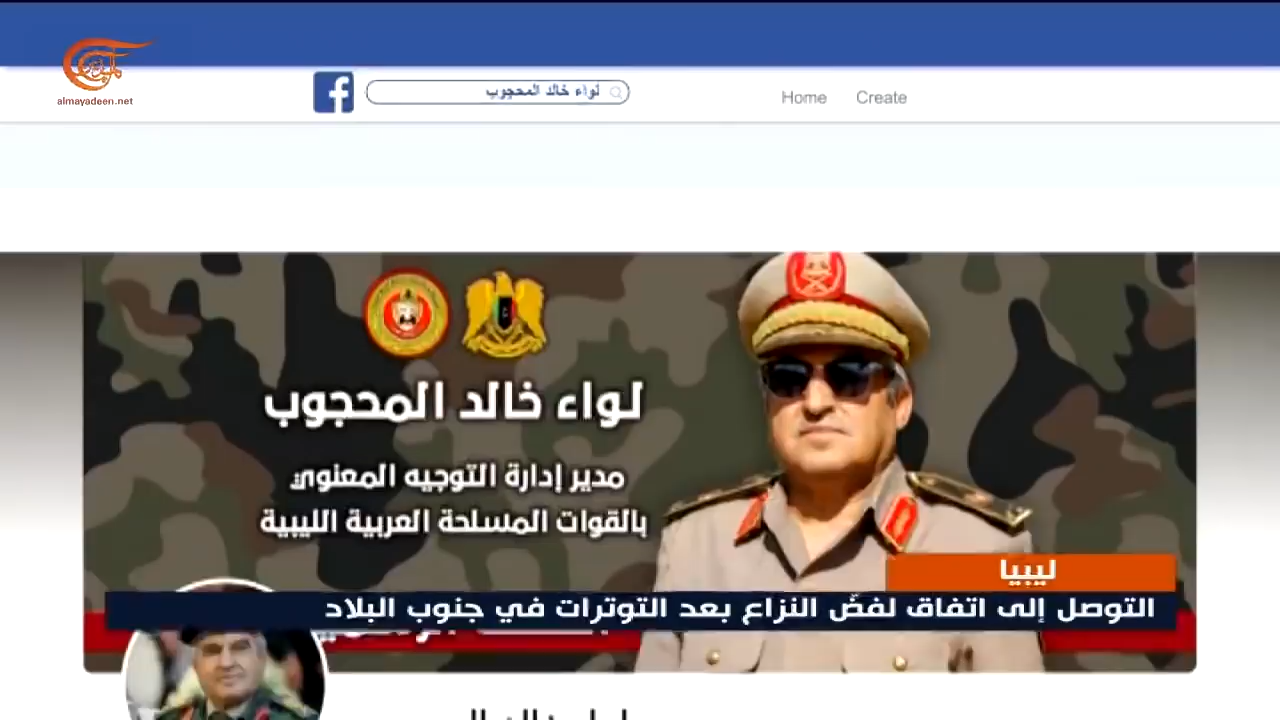 almayadeen.net
لواء خالد المحجوب
Home
Create
لواء خالد المحجوب
مدير إدارة التوجيه المعنوي
بالقوات المسلحة العربية الليبية
ليبيا
التوصل إلى اتفاق لفضّ النزاع بعد التوترات في جنوب البلاد